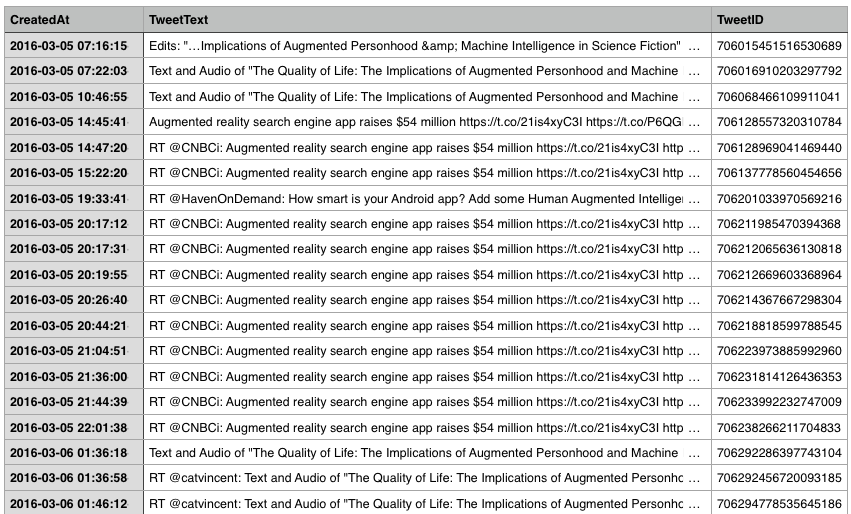 CreatedAt TweetText TweetID
2016-03-05 07:16:15 Edits: "…Implications of Augmented Personhood &amp; Machine Intelligence in Science Fiction" … 706015451516530689
2016-03-05 07:22:03 Text and Audio of "The Quality of Life: The Implications of Augmented Personhood and Machine … 706016910203297792
2016-03-05 10:46:55 Text and Audio of "The Quality of Life: The Implications of Augmented Personhood and Machine … 706068466109911041
2016-03-05 14:45:41 Augmented reality search engine app raises $54 million https://t.co/21is4xyC3I https://t.co/P6QG … 706128557320310784
2016-03-05 14:47:20 RT @CNBCi: Augmented reality search engine app raises $54 million https://t.co/21is4xyC3I http … 706128969041469440
2016-03-05 15:22:20 RT @CNBCi: Augmented reality search engine app raises $54 million https://t.co/21is4xyC3I http … 706137778560454656
2016-03-05 19:33:41 RT @HavenOnDemand: How smart is your Android app? Add some Human Augmented Intelliger … 706201033970569216
2016-03-05 20:17:12 RT @CNBCi: Augmented reality search engine app raises $54 million https://t.co/21is4xyC3I http … 706211985470394368
2016-03-05 20:17:31 RT @CNBCi: Augmented reality search engine app raises $54 million https://t.co/21is4xyC3I http … 706212065636130818
2016-03-05 20:19:55 RT @CNBCi: Augmented reality search engine app raises $54 million https://t.co/21is4xyC3I http … 706212669603368964
2016-03-05 20:26:40 RT @CNBCi: Augmented reality search engine app raises $54 million https://t.co/21is4xyC3I http … 706214367667298304
2016-03-05 20:44:21 RT @CNBCi: Augmented reality search engine app raises $54 million https://t.co/21is4xyC3I http … 706218818599788545
2016-03-05 21:04:51 RT @CNBCi: Augmented reality search engine app raises $54 million https://t.co/21is4xyC3I http … 706223973885992960
2016-03-05 21:36:00 RT @CNBCi: Augmented reality search engine app raises $54 million https://t.co/21is4xyC3I http … 706231814126436353
2016-03-05 21:44:39 RT @CNBCi: Augmented reality search engine app raises $54 million https://t.co/21is4xyC3I http … 706233992232747009
2016-03-05 22:01:38 RT @CNBCi: Augmented reality search engine app raises $54 million https://t.co/21is4xyC3I http … 706238266211704833
2016-03-06 01:36:18 Text and Audio of "The Quality of Life: The Implications of Augmented Personhood and Machine … 706292286397743104
2016-03-06 01:36:58 RT @catvincent: Text and Audio of "The Quality of Life: The Implications of Augmented Personhc … 706292456720093185
2016-03-06 01:46:12 RT @catvincent: Text and Audio of "The Quality of Life: The Implications of Augmented Personhc … 706294778535645186